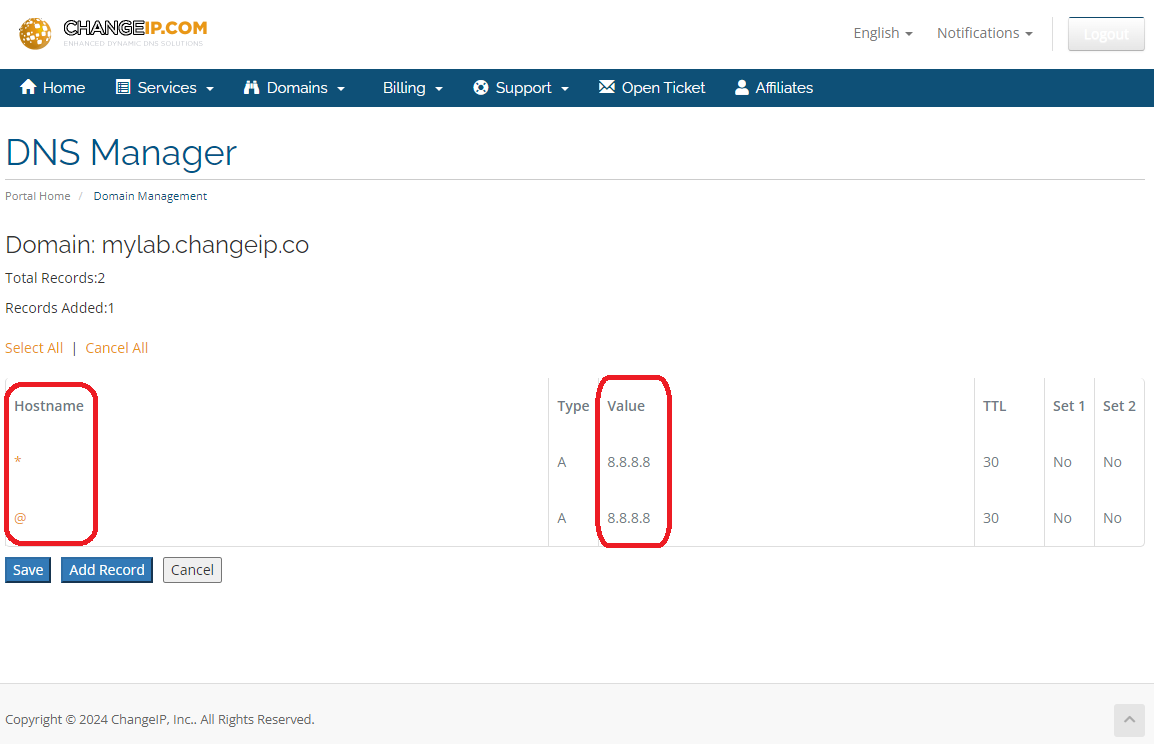 CHANGEIP.COM
ENHANCED DYNAMIC DNS SOLUTIONS
English Notifications Logout
Home Services Domains Billing Support Open Ticket Affiliates
DNS Manager
Portal Home / Domain Management
Domain: mylab.changeip.co
Total Records:2
Records Added:1
Select All | Cancel All
Hostname Type Value TTL Set 1 Set 2
* A 8.8.8.8 30 No No
@ A 8.8.8.8 30 No No
Save Add Record Cancel
Copyright © 2024 ChangeIP, Inc.. All Rights Reserved.